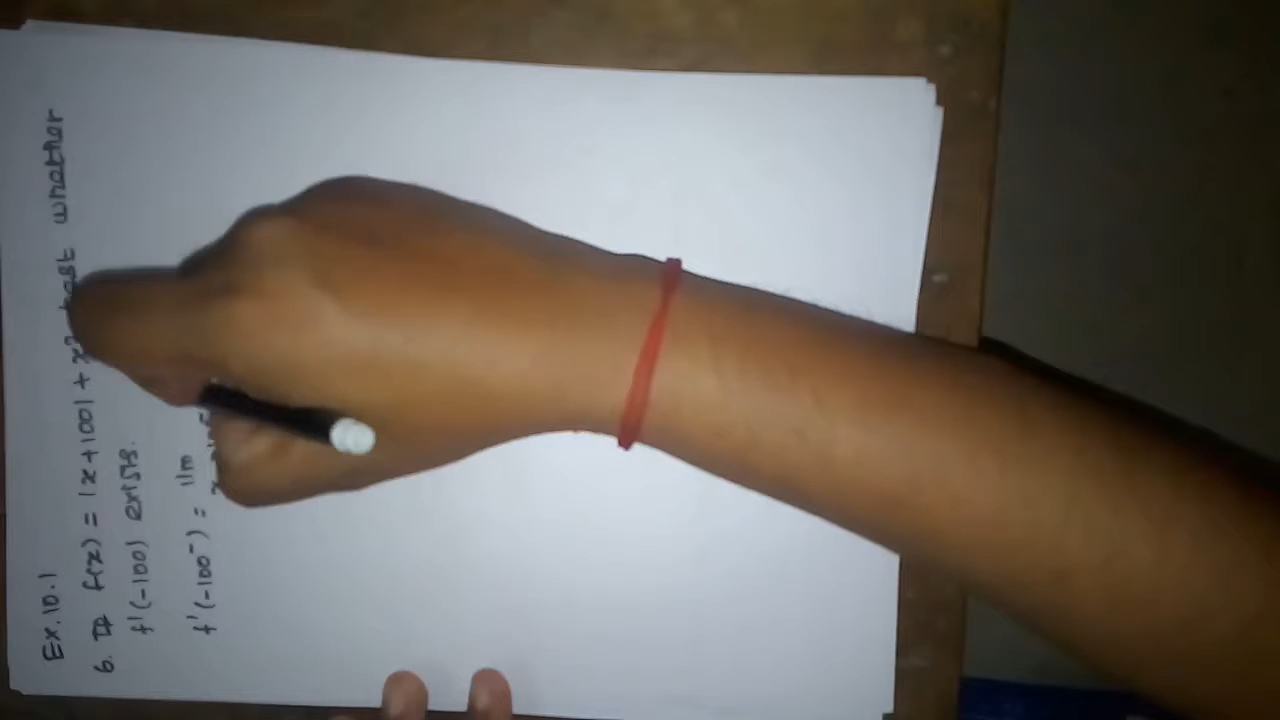 Ex. 10.1
6. If f(x) = |x+100| + x², test whether
f'(-100) exists.
f'(-100⁻) = lim